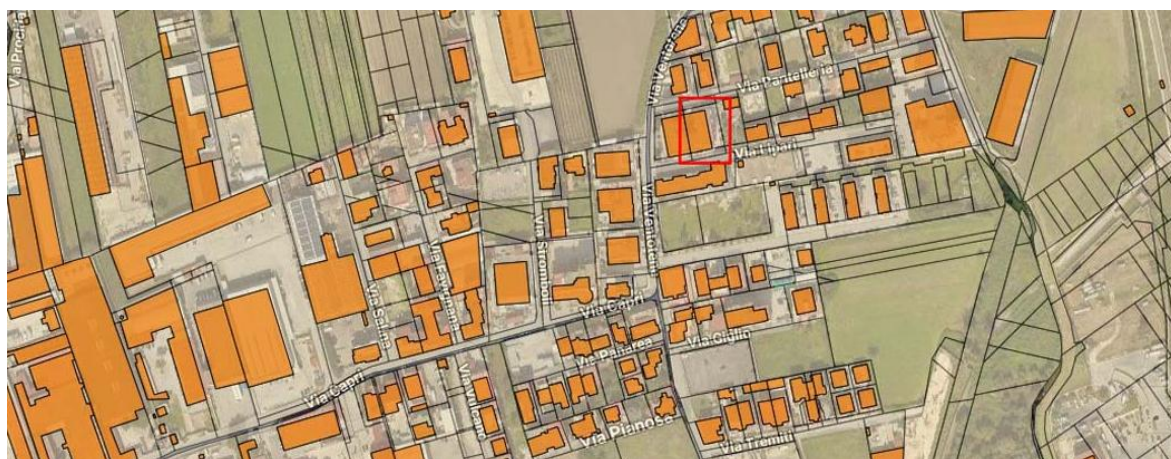 Via Procida
Via Ventotene
Via Pantelleria
Via Lipari
Via Ventotene
Via Stromboli
Via Favignana
Via Salina
Via Capri
Via Giglio
Via Panarea
Via Capri
Via Vulcano
Via Pianosa
Via Tremiti